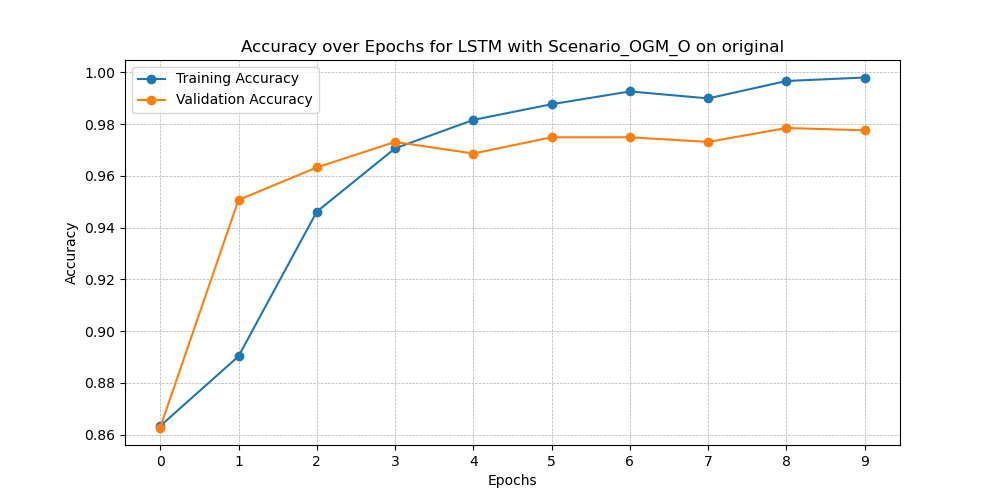 Accuracy over Epochs for LSTM with Scenario_OGM_O on original
Training Accuracy
Validation Accuracy
Accuracy
1.00
0.98
0.96
0.94
0.92
0.90
0.88
0.86
0 1 2 3 4 5 6 7 8 9
Epochs